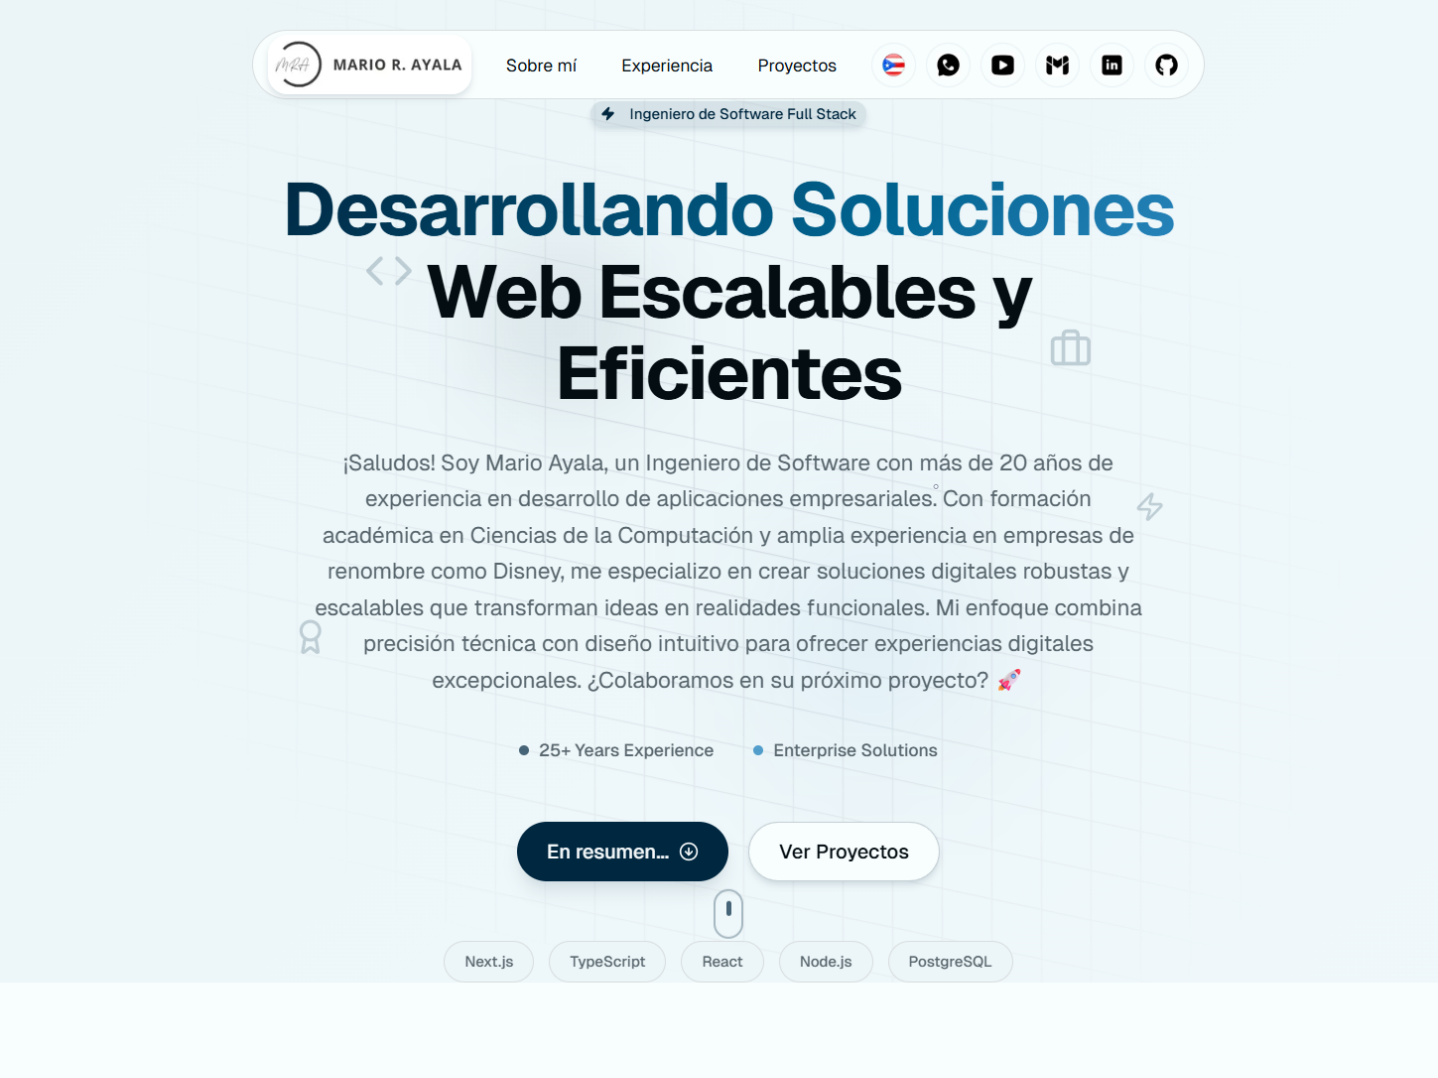 MRA MARIO R. AYALA Sobre mí Experiencia Proyectos
Ingeniero de Software Full Stack
Desarrollando Soluciones
Web Escalables y
Eficientes
¡Saludos! Soy Mario Ayala, un Ingeniero de Software con más de 20 años de
experiencia en desarrollo de aplicaciones empresariales. Con formación
académica en Ciencias de la Computación y amplia experiencia en empresas de
renombre como Disney, me especializo en crear soluciones digitales robustas y
escalables que transforman ideas en realidades funcionales. Mi enfoque combina
precisión técnica con diseño intuitivo para ofrecer experiencias digitales
excepcionales. ¿Colaboramos en su próximo proyecto? 🚀
25+ Years Experience Enterprise Solutions
En resumen... Ver Proyectos
Next.js TypeScript React Node.js PostgreSQL